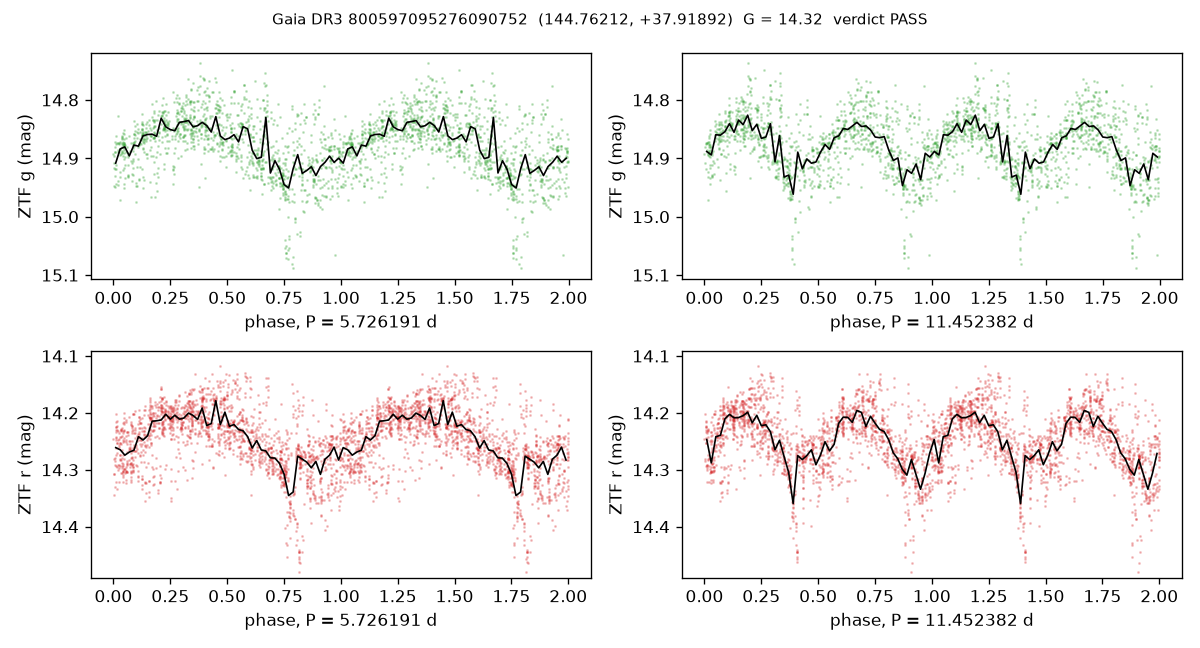 Gaia DR3 800597095276090752  (144.76212, +37.91892)  G = 14.32  verdict PASS
ZTF g (mag)
14.8
14.9
15.0
15.1
0.00 0.25 0.50 0.75 1.00 1.25 1.50 1.75 2.00
phase, P = 5.726191 d
ZTF g (mag)
14.8
14.9
15.0
15.1
0.00 0.25 0.50 0.75 1.00 1.25 1.50 1.75 2.00
phase, P = 11.452382 d
ZTF r (mag)
14.1
14.2
14.3
14.4
0.00 0.25 0.50 0.75 1.00 1.25 1.50 1.75 2.00
phase, P = 5.726191 d
ZTF r (mag)
14.1
14.2
14.3
14.4
0.00 0.25 0.50 0.75 1.00 1.25 1.50 1.75 2.00
phase, P = 11.452382 d